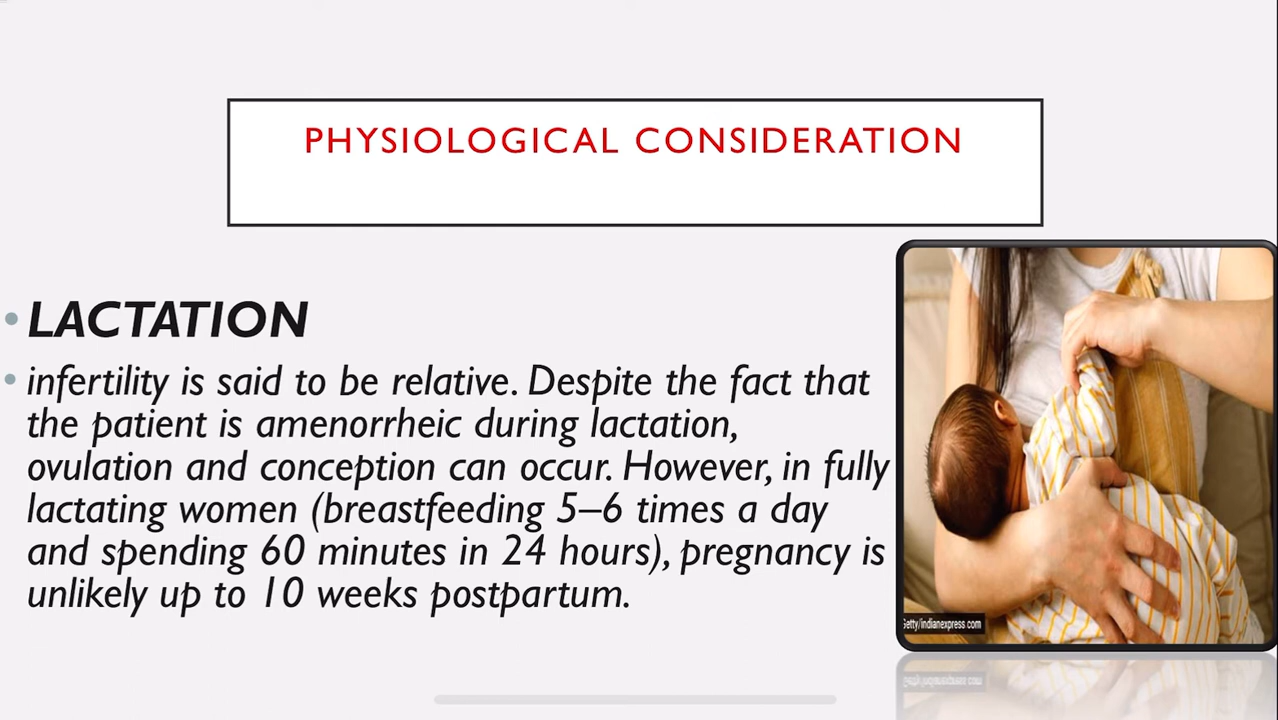 PHYSIOLOGICAL CONSIDERATION
• LACTATION
• infertility is said to be relative. Despite the fact that
the patient is amenorrheic during lactation,
ovulation and conception can occur. However, in fully
lactating women (breastfeeding 5–6 times a day
and spending 60 minutes in 24 hours), pregnancy is
unlikely up to 10 weeks postpartum.
Getty/indianexpress.com